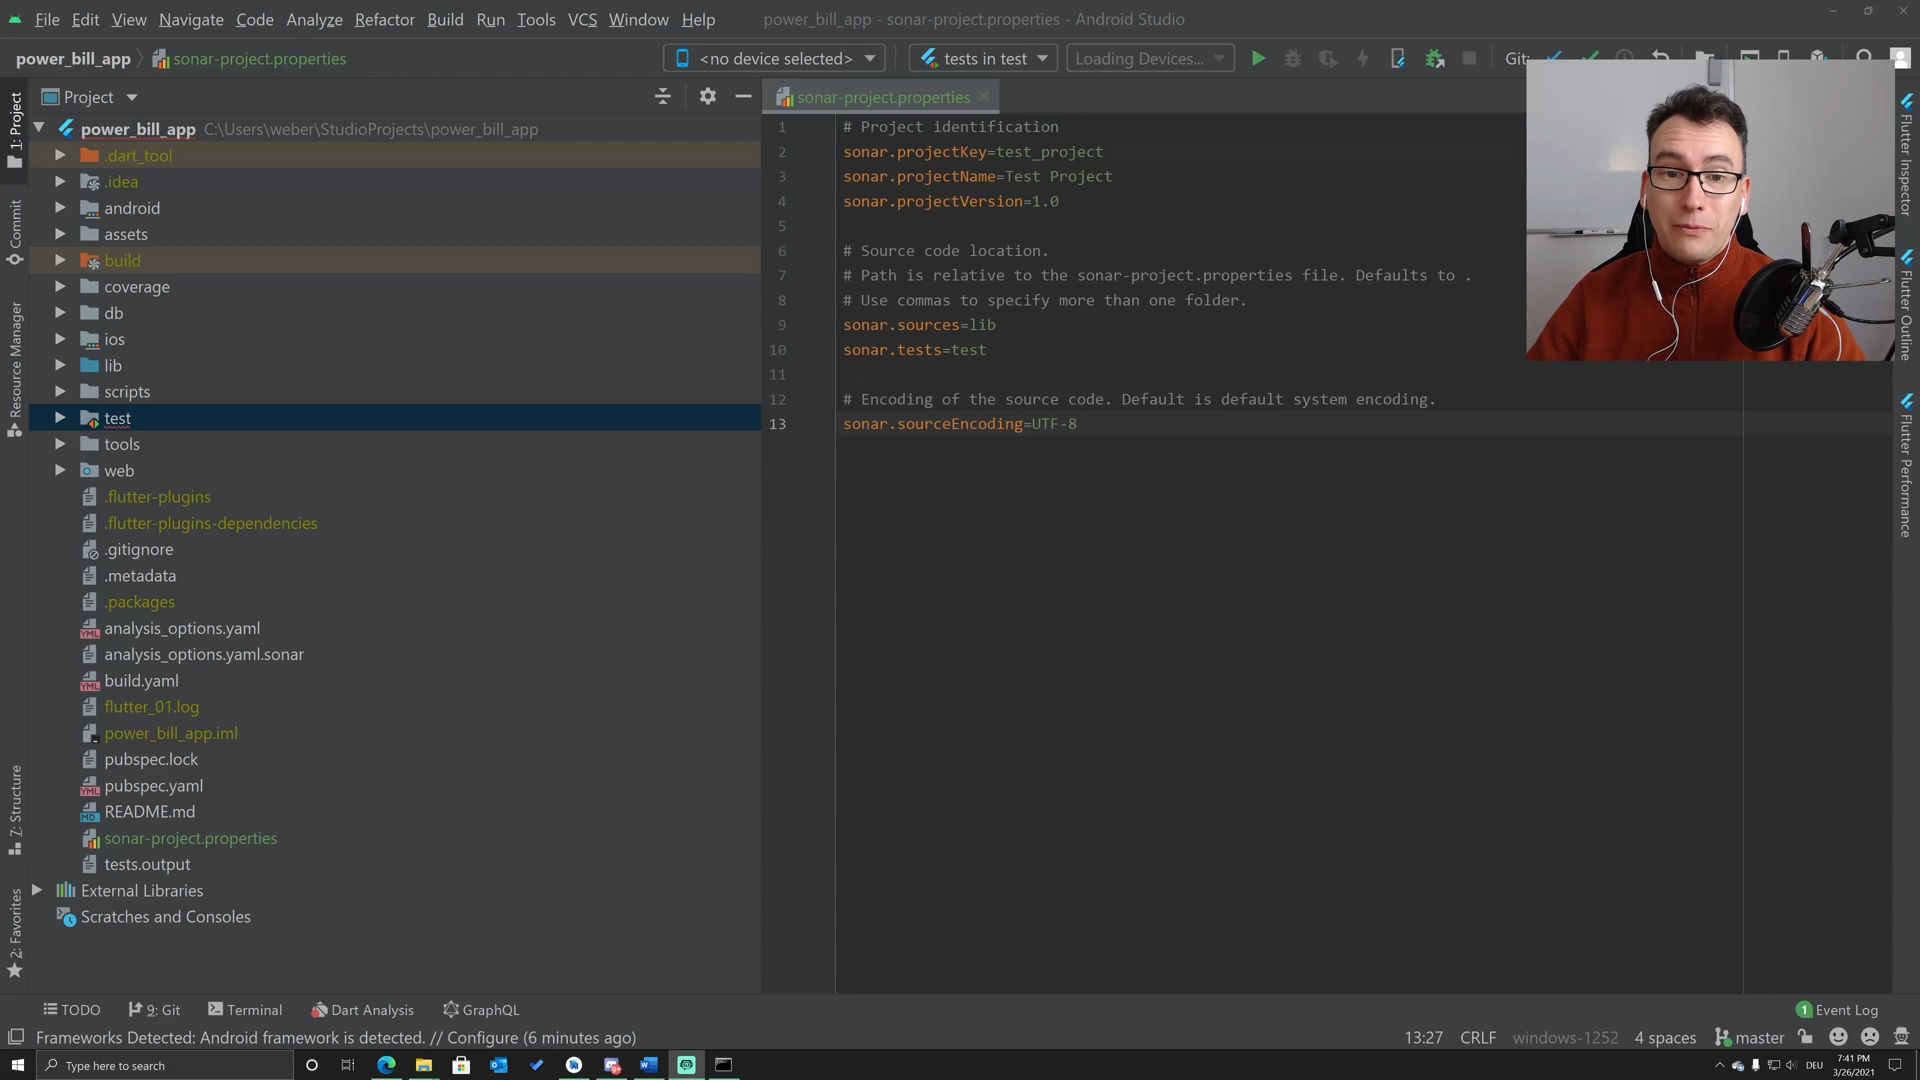 File Edit View Navigate Code Analyze Refactor Build Run Tools VCS Window Help
power_bill_app - sonar-project.properties - Android Studio
power_bill_app
sonar-project.properties
<no device selected>
tests in test
Loading Devices...
Git:
Project
sonar-project.properties
power_bill_app C:\Users\weber\StudioProjects\power_bill_app
.dart_tool
.idea
android
assets
build
coverage
db
ios
lib
scripts
test
tools
web
.flutter-plugins
.flutter-plugins-dependencies
.gitignore
.metadata
.packages
analysis_options.yaml
analysis_options.yaml.sonar
build.yaml
flutter_01.log
power_bill_app.iml
pubspec.lock
pubspec.yaml
README.md
sonar-project.properties
tests.output
External Libraries
Scratches and Consoles
1 # Project identification
2 sonar.projectKey=test_project
3 sonar.projectName=Test Project
4 sonar.projectVersion=1.0
5
6 # Source code location.
7 # Path is relative to the sonar-project.properties file. Defaults to .
8 # Use commas to specify more than one folder.
9 sonar.sources=lib
10 sonar.tests=test
11
12 # Encoding of the source code. Default is default system encoding.
13 sonar.sourceEncoding=UTF-8
1: Project
Commit
Resource Manager
7: Structure
2: Favorites
Flutter Inspector
Flutter Outline
Flutter Performance
TODO
9: Git
Terminal
Dart Analysis
GraphQL
1 Event Log
Frameworks Detected: Android framework is detected. // Configure (6 minutes ago)
13:27 CRLF windows-1252 4 spaces master
Type here to search
DEU
7:41 PM
3/26/2021